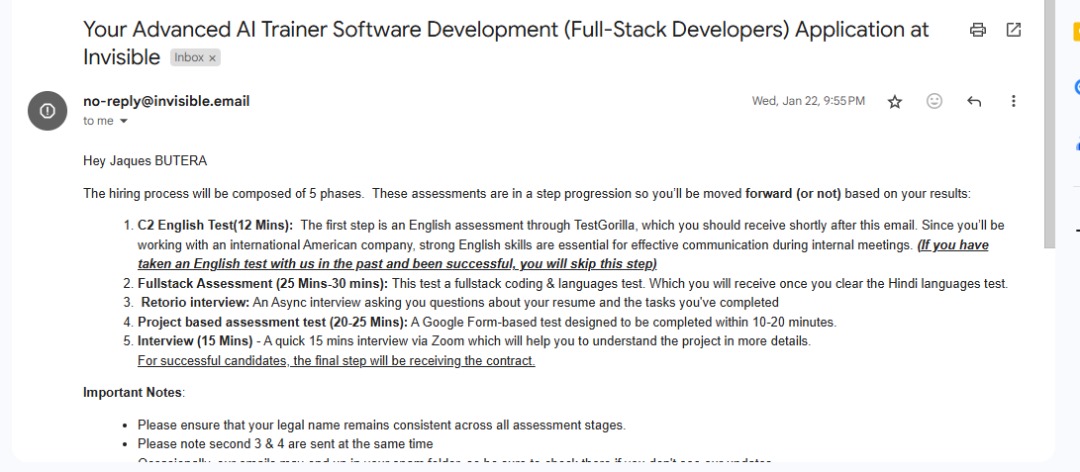 Your Advanced AI Trainer Software Development (Full-Stack Developers) Application at
Invisible Inbox x
no-reply@invisible.email
Wed, Jan 22, 9:55 PM
to me
Hey Jaques BUTERA
The hiring process will be composed of 5 phases. These assessments are in a step progression so you'll be moved forward (or not) based on your results:
1. C2 English Test(12 Mins): The first step is an English assessment through TestGorilla, which you should receive shortly after this email. Since you'll be
working with an international American company, strong English skills are essential for effective communication during internal meetings. (If you have
taken an English test with us in the past and been successful, you will skip this step)
2. Fullstack Assessment (25 Mins-30 mins): This test a fullstack coding & languages test. Which you will receive once you clear the Hindi languages test.
3. Retorio interview: An Async interview asking you questions about your resume and the tasks you've completed
4. Project based assessment test (20-25 Mins): A Google Form-based test designed to be completed within 10-20 minutes.
5. Interview (15 Mins) - A quick 15 mins interview via Zoom which will help you to understand the project in more details.
For successful candidates, the final step will be receiving the contract.
Important Notes:
• Please ensure that your legal name remains consistent across all assessment stages.
• Please note second 3 & 4 are sent at the same time